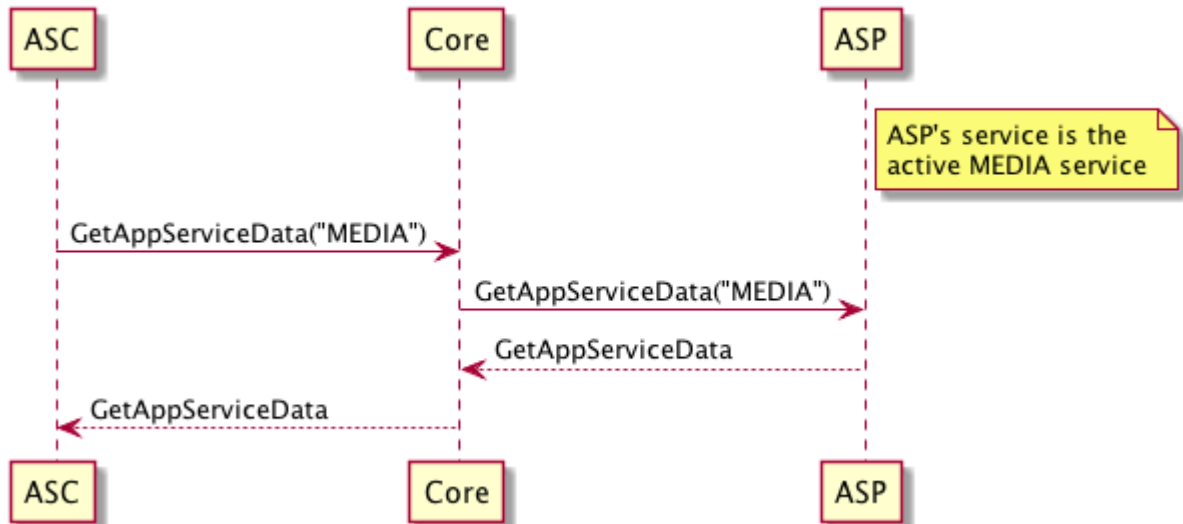 ASC
Core
ASP
ASP's service is the
active MEDIA service
GetAppServiceData("MEDIA")
GetAppServiceData("MEDIA")
GetAppServiceData
GetAppServiceData
ASC
Core
ASP